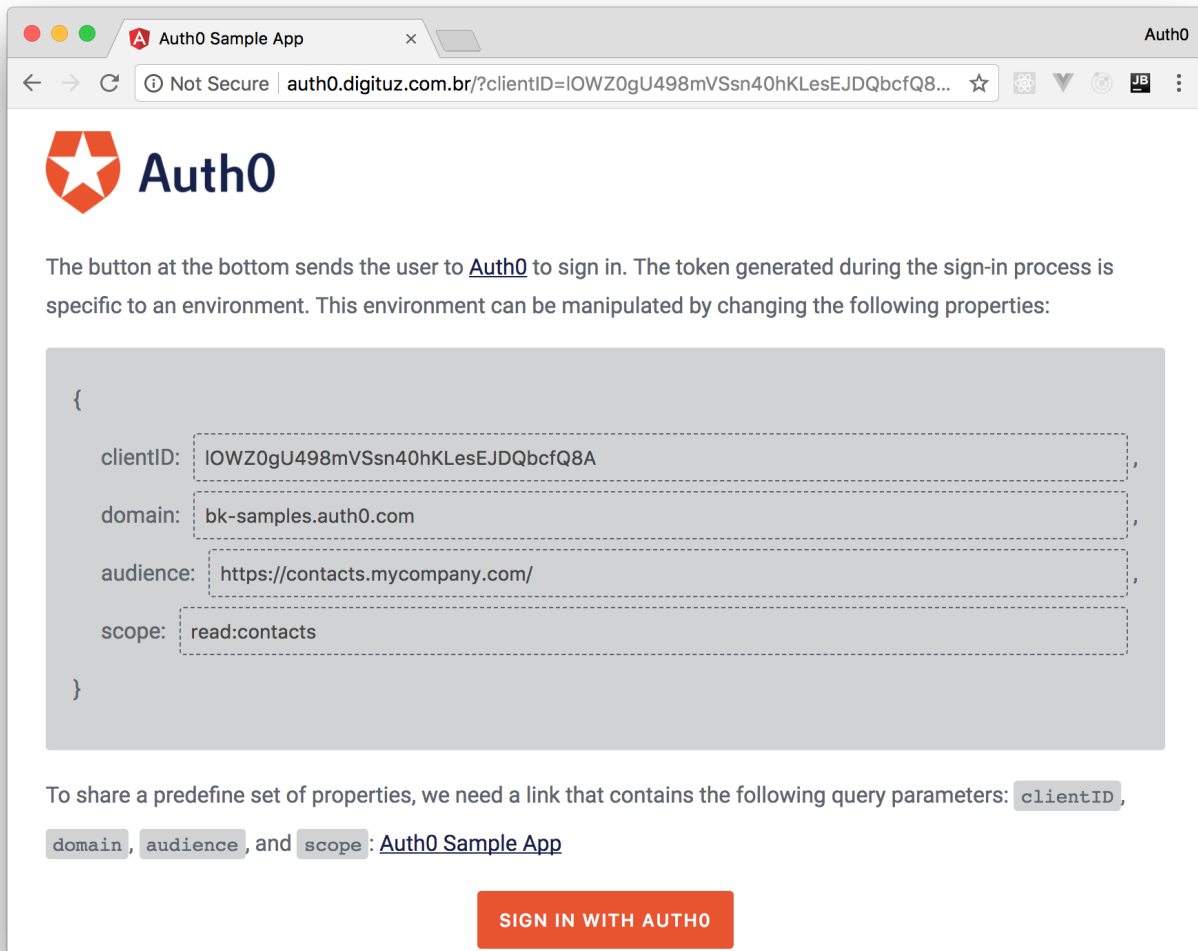 Auth0 Sample App
Auth0
Not Secure auth0.digituz.com.br/?clientID=lOWZ0gU498mVSsn40hKLesEJDQbcfQ8...
JB
Auth0
The button at the bottom sends the user to Auth0 to sign in. The token generated during the sign-in process is
specific to an environment. This environment can be manipulated by changing the following properties:
{
clientID: lOWZ0gU498mVSsn40hKLesEJDQbcfQ8A ,
domain: bk-samples.auth0.com ,
audience: https://contacts.mycompany.com/ ,
scope: read:contacts
}
To share a predefine set of properties, we need a link that contains the following query parameters: clientID,
domain, audience, and scope: Auth0 Sample App
SIGN IN WITH AUTH0